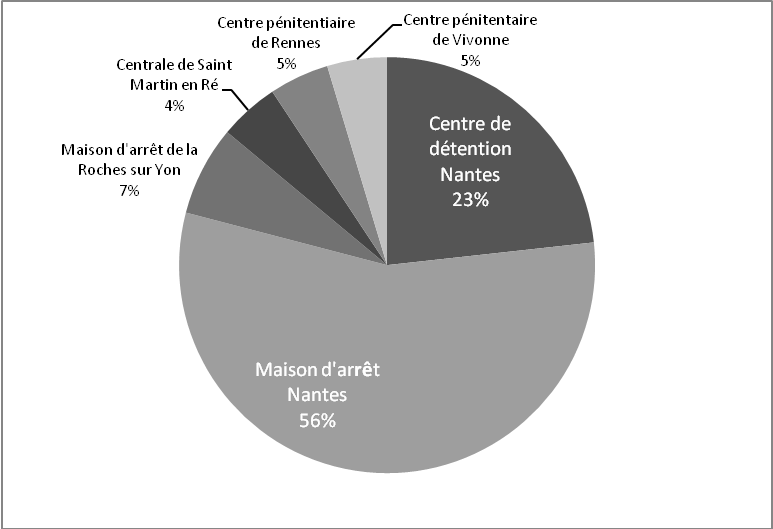 Centre pénitentiaire
de Rennes
5%
Centre pénitentaire
de Vivonne
5%
Centrale de Saint
Martin en Ré
4%
Maison d'arrêt de la
Roches sur Yon
7%
Centre de
détention
Nantes
23%
Maison d'arrêt
Nantes
56%